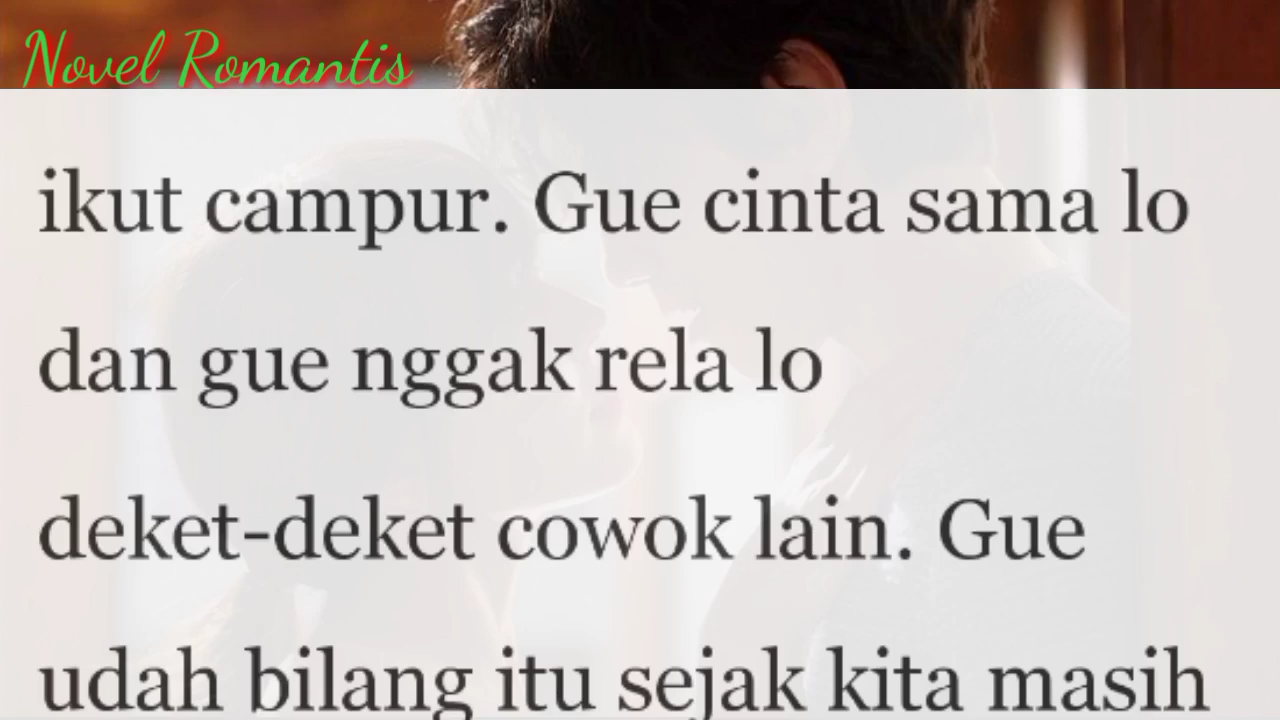 Novel Romantis
ikut campur. Gue cinta sama lo
dan gue nggak rela lo
deket-deket cowok lain. Gue
udah bilang itu sejak kita masih